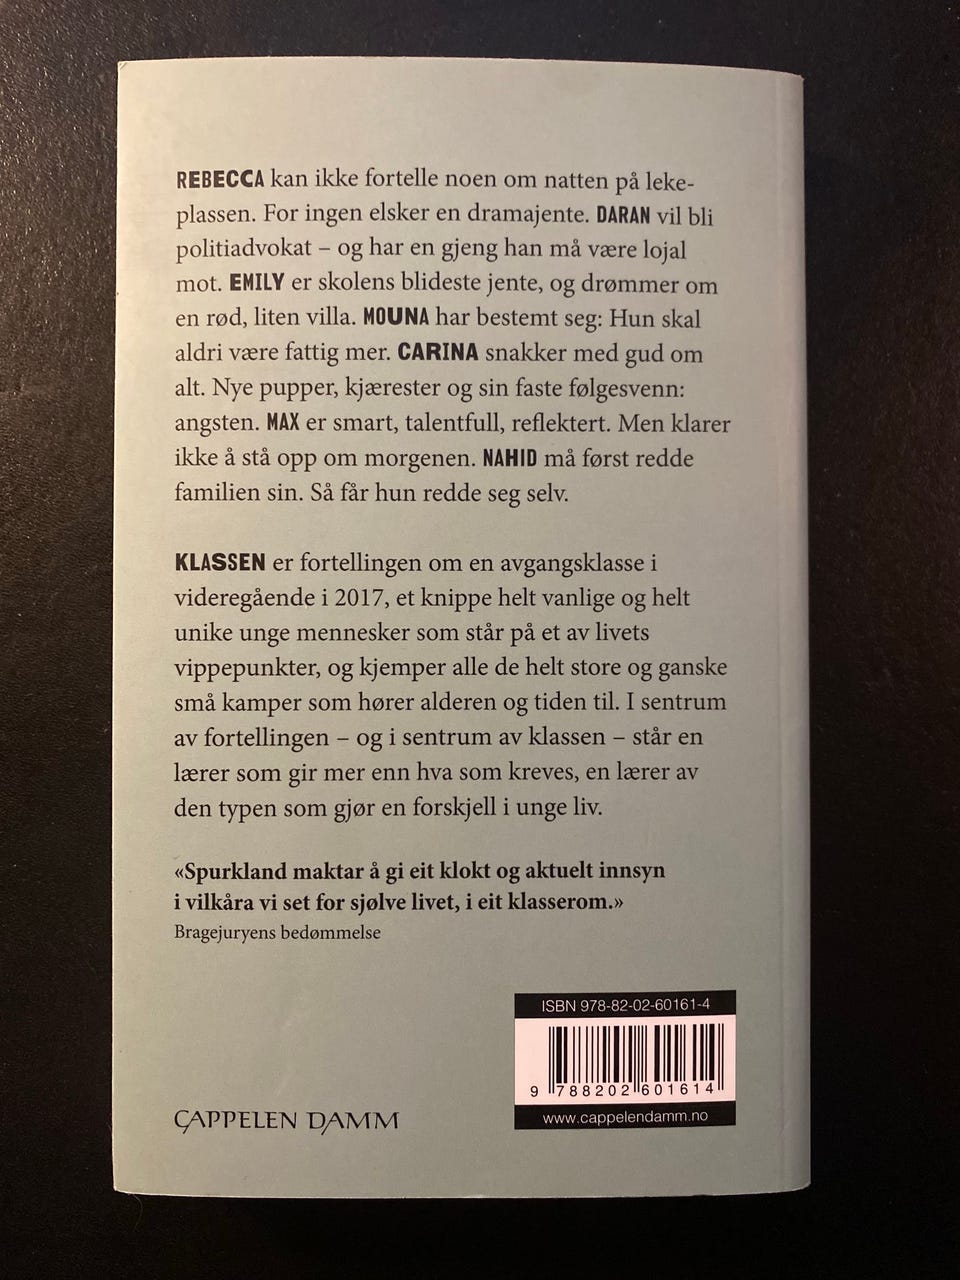 REBECCA kan ikke fortelle noen om natten på leke-
plassen. For ingen elsker en dramajente. DARAN vil bli
politiadvokat – og har en gjeng han må være lojal
mot. EMILY er skolens blideste jente, og drømmer om
en rød, liten villa. MOUNA har bestemt seg: Hun skal
aldri være fattig mer. CARINA snakker med gud om
alt. Nye pupper, kjærester og sin faste følgesvenn:
angsten. MAX er smart, talentfull, reflektert. Men klarer
ikke å stå opp om morgenen. NAHID må først redde
familien sin. Så får hun redde seg selv.
KLASSEN er fortellingen om en avgangsklasse i
videregående i 2017, et knippe helt vanlige og helt
unike unge mennesker som står på et av livets
vippepunkter, og kjemper alle de helt store og ganske
små kamper som hører alderen og tiden til. I sentrum
av fortellingen – og i sentrum av klassen – står en
lærer som gir mer enn hva som kreves, en lærer av
den typen som gjør en forskjell i unge liv.
«Spurkland maktar å gi eit klokt og aktuelt innsyn
i vilkåra vi set for sjølve livet, i eit klasserom.»
Bragejuryens bedømmelse
ISBN 978-82-02-60161-4
9 788202 601614
www.cappelendamm.no
CAPPELEN DAMM